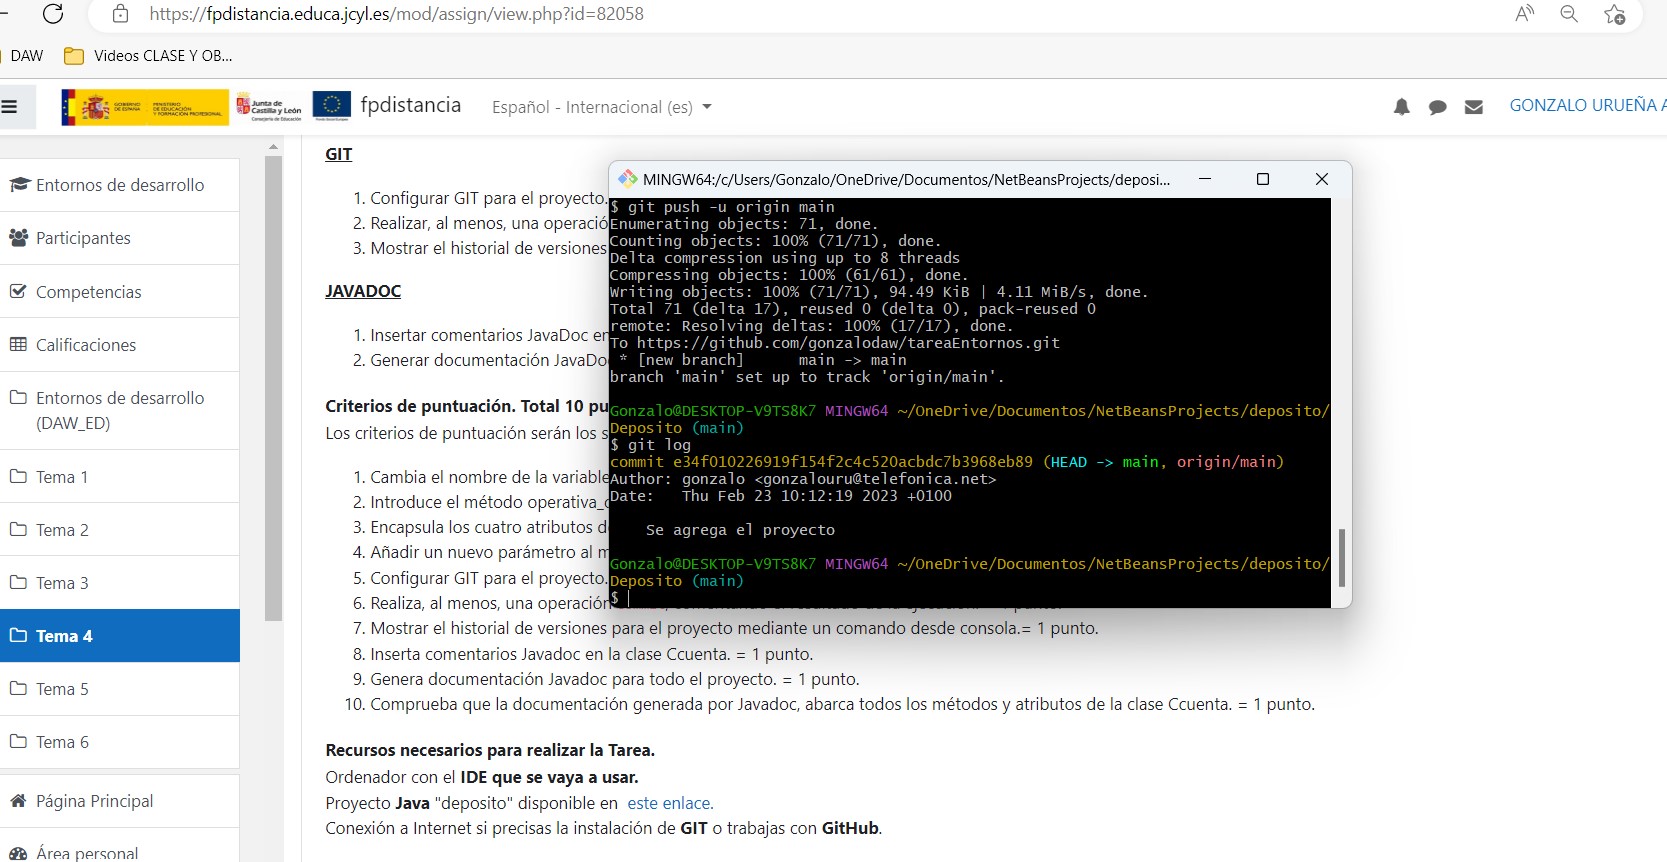 https://fpdistancia.educa.jcyl.es/mod/assign/view.php?id=82058
DAW
Videos CLASE Y OB...
GOBIERNO DE ESPAÑA
MINISTERIO DE EDUCACIÓN Y FORMACIÓN PROFESIONAL
Junta de Castilla y León
Consejería de Educación
fpdistancia
Español - Internacional (es)
GONZALO URUEÑA A
Entornos de desarrollo
Participantes
Competencias
Calificaciones
Entornos de desarrollo
(DAW_ED)
Tema 1
Tema 2
Tema 3
Tema 4
Tema 5
Tema 6
Página Principal
Área personal
GIT
1. Configurar GIT para el proyecto.
2. Realizar, al menos, una operació
3. Mostrar el historial de versiones
JAVADOC
1. Insertar comentarios JavaDoc en
2. Generar documentación JavaDo
Criterios de puntuación. Total 10 pu
Los criterios de puntuación serán los s
1. Cambia el nombre de la variable
2. Introduce el método operativa_c
3. Encapsula los cuatro atributos d
4. Añadir un nuevo parámetro al m
5. Configurar GIT para el proyecto.
6. Realiza, al menos, una operación
7. Mostrar el historial de versiones para el proyecto mediante un comando desde consola.= 1 punto.
8. Inserta comentarios Javadoc en la clase Ccuenta. = 1 punto.
9. Genera documentación Javadoc para todo el proyecto. = 1 punto.
10. Comprueba que la documentación generada por Javadoc, abarca todos los métodos y atributos de la clase Ccuenta. = 1 punto.
Recursos necesarios para realizar la Tarea.
Ordenador con el IDE que se vaya a usar.
Proyecto Java "deposito" disponible en este enlace.
Conexión a Internet si precisas la instalación de GIT o trabajas con GitHub.
MINGW64:/c/Users/Gonzalo/OneDrive/Documentos/NetBeansProjects/deposi...
$ git push -u origin main
Enumerating objects: 71, done.
Counting objects: 100% (71/71), done.
Delta compression using up to 8 threads
Compressing objects: 100% (61/61), done.
Writing objects: 100% (71/71), 94.49 KiB | 4.11 MiB/s, done.
Total 71 (delta 17), reused 0 (delta 0), pack-reused 0
remote: Resolving deltas: 100% (17/17), done.
To https://github.com/gonzalodaw/tareaEntornos.git
* [new branch]      main -> main
branch 'main' set up to track 'origin/main'.
Gonzalo@DESKTOP-V9TS8K7 MINGW64 ~/OneDrive/Documentos/NetBeansProjects/deposito/
Deposito (main)
$ git log
commit e34f010226919f154f2c4c520acbdc7b3968eb89 (HEAD -> main, origin/main)
Author: gonzalo <gonzalouru@telefonica.net>
Date:   Thu Feb 23 10:12:19 2023 +0100
Se agrega el proyecto
Gonzalo@DESKTOP-V9TS8K7 MINGW64 ~/OneDrive/Documentos/NetBeansProjects/deposito/
Deposito (main)
$